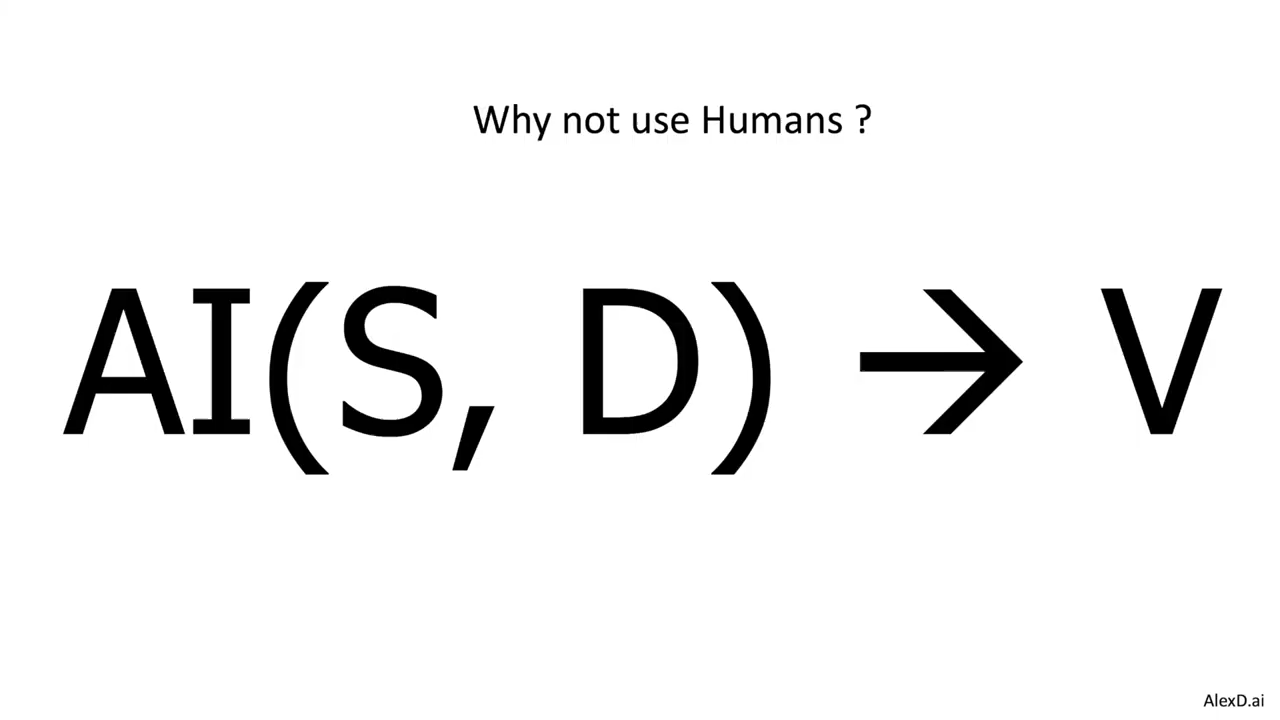 Why not use Humans ?
AI(S, D) → V
AlexD.ai